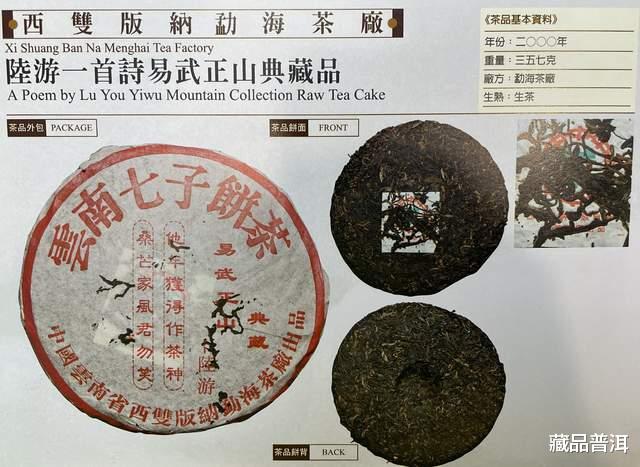 西雙版納勐海茶廠
Xi Shuang Ban Na Menghai Tea Factory
陸游一首詩易武正山典藏品
A Poem by Lu You Yiwu Mountain Collection Raw Tea Cake
《茶品基本資料》
年份：二○○○年
重量：三五七克
廠方：勐海茶廠
生熟：生茶
茶品外包 PACKAGE
茶品餅面 FRONT
雲南七子餅茶
桑苧家風君勿笑
他年獲得作茶神
陸游
易武正山
典藏
中國雲南省西雙版納勐海茶廠出品
茶品餅背 BACK
藏品普洱